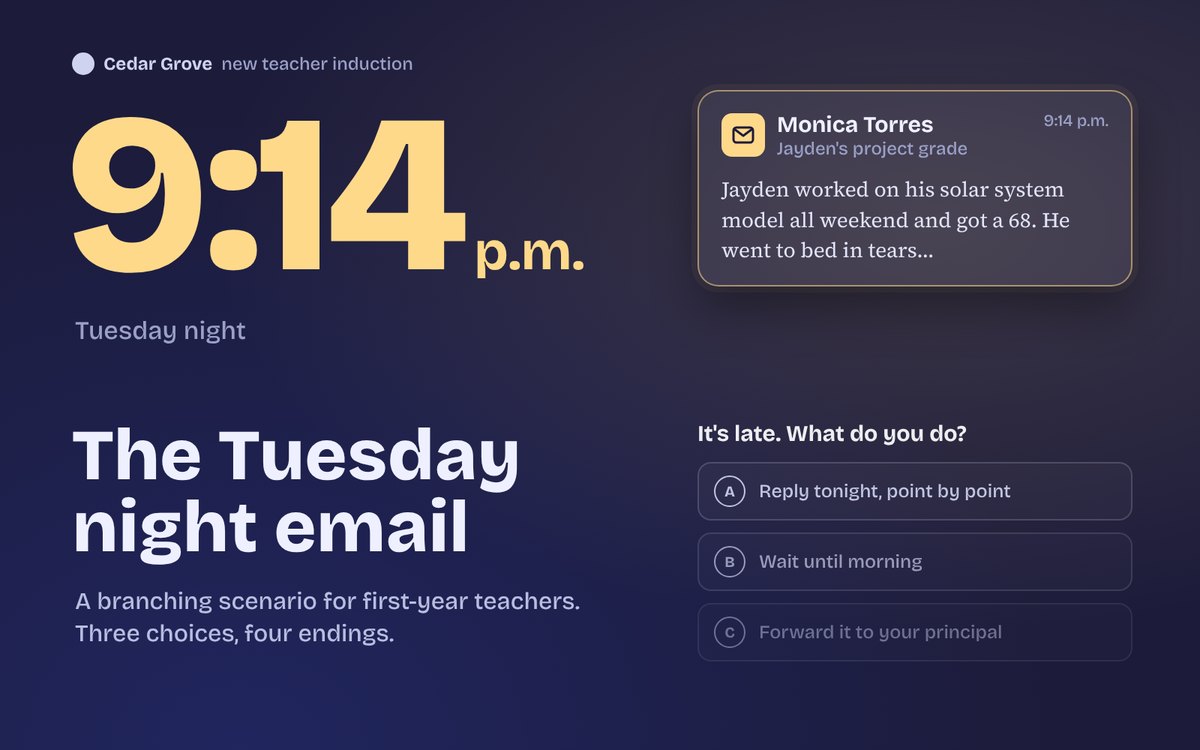 Cedar Grove new teacher induction
9:14 p.m.
Tuesday night
The Tuesday
night email
A branching scenario for first-year teachers.
Three choices, four endings.
Monica Torres
9:14 p.m.
Jayden's project grade
Jayden worked on his solar system
model all weekend and got a 68. He
went to bed in tears...
It's late. What do you do?
A Reply tonight, point by point
B Wait until morning
C Forward it to your principal